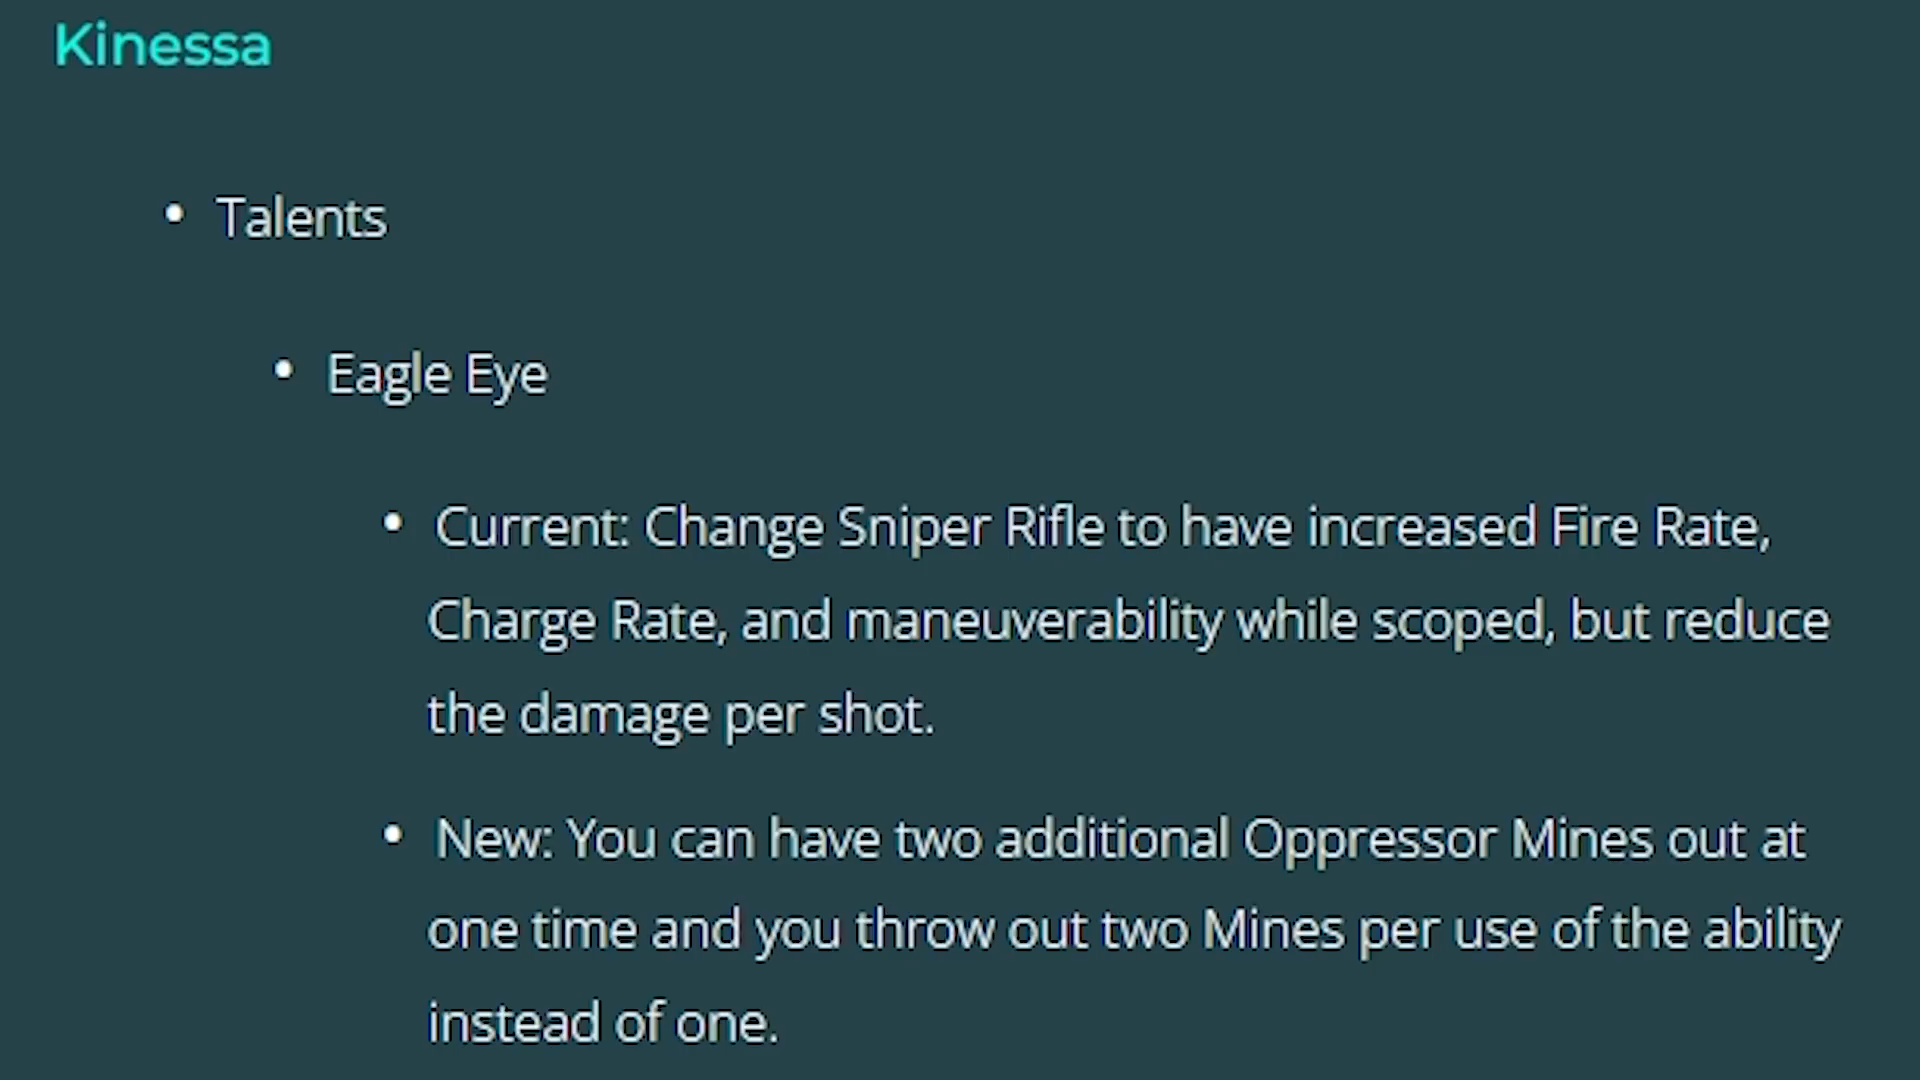 Kinessa
• Talents
• Eagle Eye
• Current: Change Sniper Rifle to have increased Fire Rate,
Charge Rate, and maneuverability while scoped, but reduce
the damage per shot.
• New: You can have two additional Oppressor Mines out at
one time and you throw out two Mines per use of the ability
instead of one.